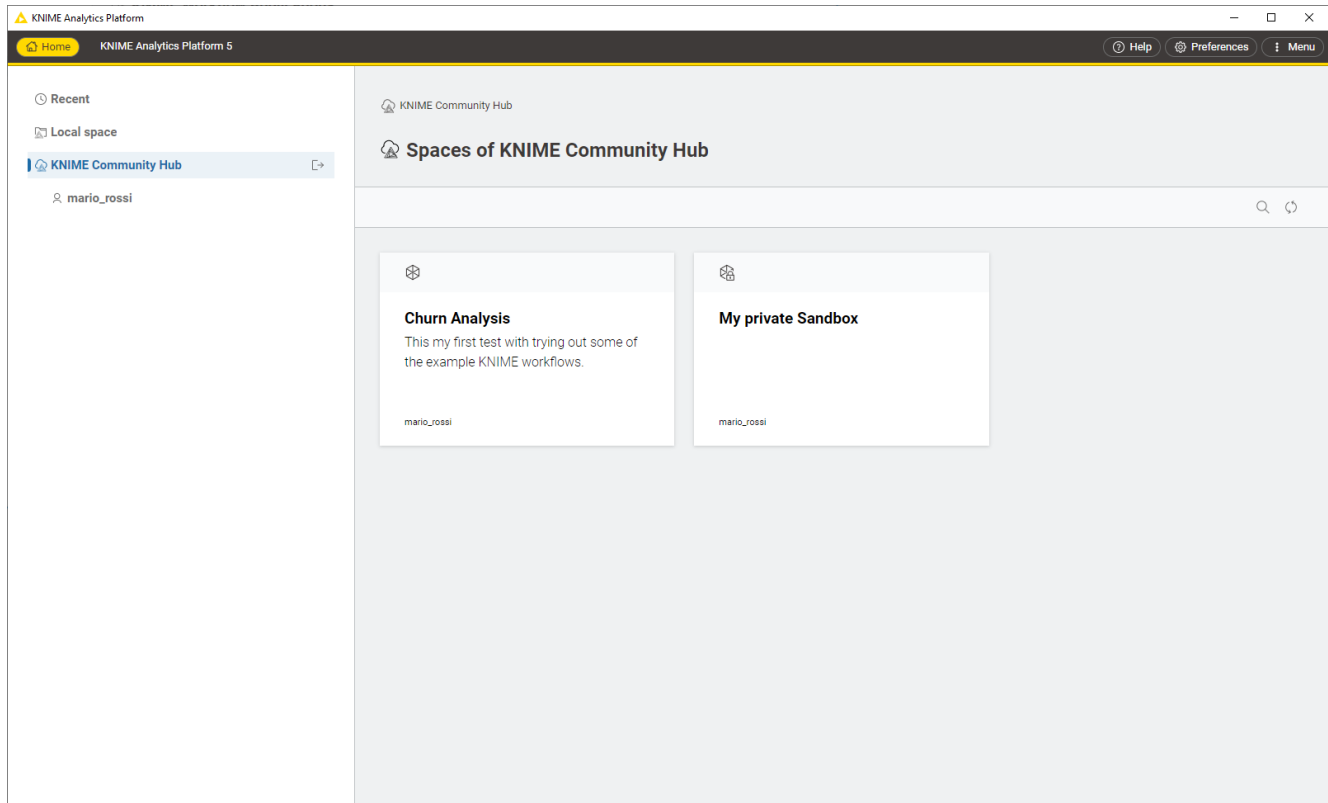 KNIME Analytics Platform
Home
KNIME Analytics Platform 5
Help
Preferences
Menu
Recent
Local space
KNIME Community Hub
mario_rossi
KNIME Community Hub
Spaces of KNIME Community Hub
Churn Analysis
This my first test with trying out some of
the example KNIME workflows.
mario_rossi
My private Sandbox
mario_rossi